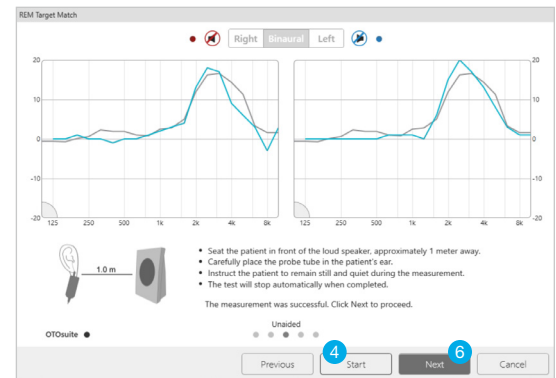 REM Target Match
Right Binaural Left
20 20
10 10
0 0
-10 -10
-20 -20
125 250 500 1k 2k 4k 8k 125 250 500 1k 2k 4k 8k
1.0 m
• Seat the patient in front of the loud speaker, approximately 1 meter away.
• Carefully place the probe tube in the patient's ear.
• Instruct the patient to remain still and quiet during the measurement.
• The test will stop automatically when completed.
The measurement was successful. Click Next to proceed.
OTOsuite
Unaided
4 6
Previous Start Next Cancel